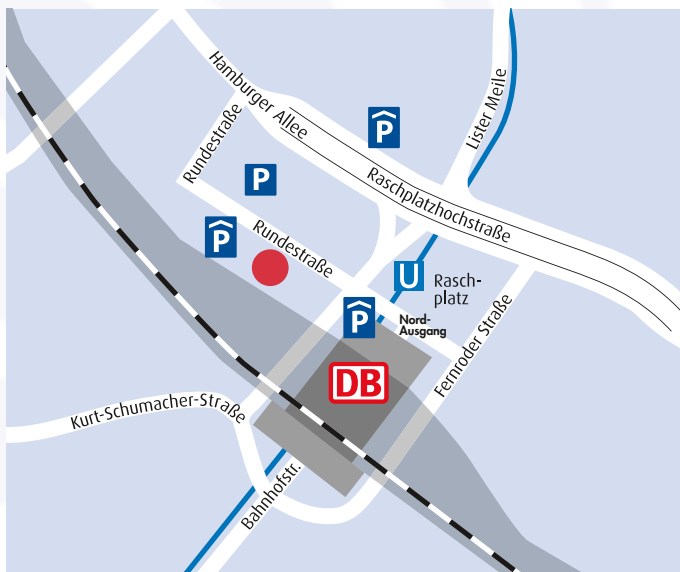 Hamburger Allee
Lister Meile
P
Rundestraße
P
Raschplatzhochstraße
P
Rundestraße
U
Rasch-
platz
P
Nord-
Ausgang
Fernroder Straße
DB
Kurt-Schumacher-Straße
Bahnhofstr.